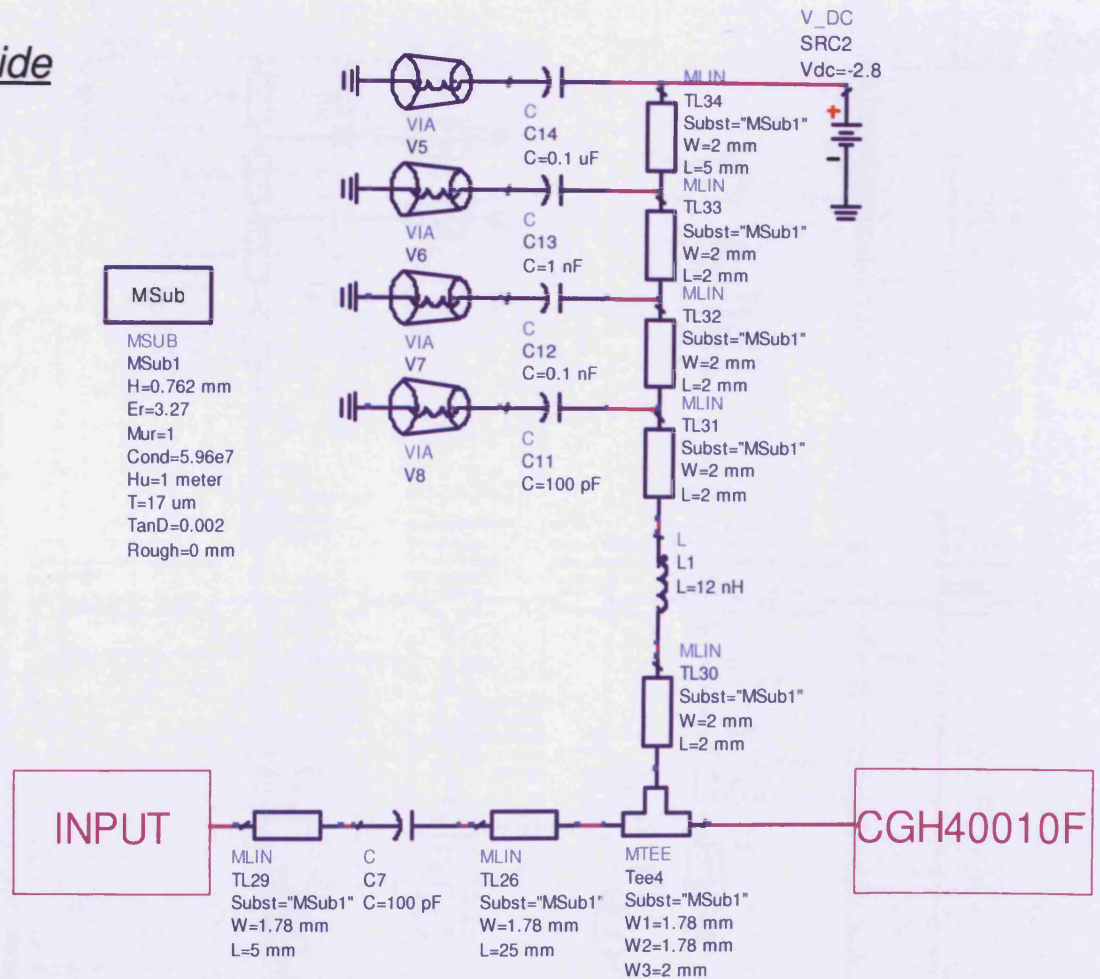 ide
V_DC
SRC2
Vdc=-2.8
+
-
VIA
V5
C
C14
C=0.1 uF
MLIN
TL34
Subst="MSub1"
W=2 mm
L=5 mm
VIA
V6
C
C13
C=1 nF
MLIN
TL33
Subst="MSub1"
W=2 mm
L=2 mm
VIA
V7
C
C12
C=0.1 nF
MLIN
TL32
Subst="MSub1"
W=2 mm
L=2 mm
VIA
V8
C
C11
C=100 pF
MLIN
TL31
Subst="MSub1"
W=2 mm
L=2 mm
MSub
MSUB
MSub1
H=0.762 mm
Er=3.27
Mur=1
Cond=5.96e7
Hu=1 meter
T=17 um
TanD=0.002
Rough=0 mm
L
L1
L=12 nH
MLIN
TL30
Subst="MSub1"
W=2 mm
L=2 mm
INPUT
MLIN
TL29
Subst="MSub1"
W=1.78 mm
L=5 mm
C
C7
C=100 pF
MLIN
TL26
Subst="MSub1"
W=1.78 mm
L=25 mm
MTEE
Tee4
Subst="MSub1"
W1=1.78 mm
W2=1.78 mm
W3=2 mm
CGH40010F